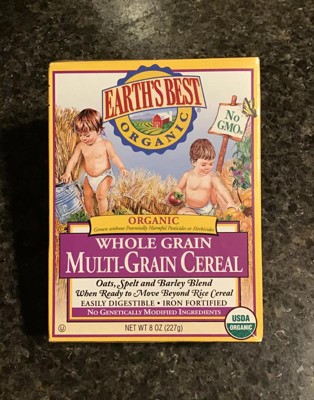 EARTH'S BEST
ORGANIC
No
GMOs
ORGANIC
Grown without Potentially Harmful Pesticides or Herbicides
WHOLE GRAIN
MULTI-GRAIN CEREAL
Oats, Spelt and Barley Blend
When Ready to Move Beyond Rice Cereal
EASILY DIGESTIBLE • IRON FORTIFIED
NO GENETICALLY MODIFIED INGREDIENTS
NET WT 8 OZ (227g)
USDA
ORGANIC
U